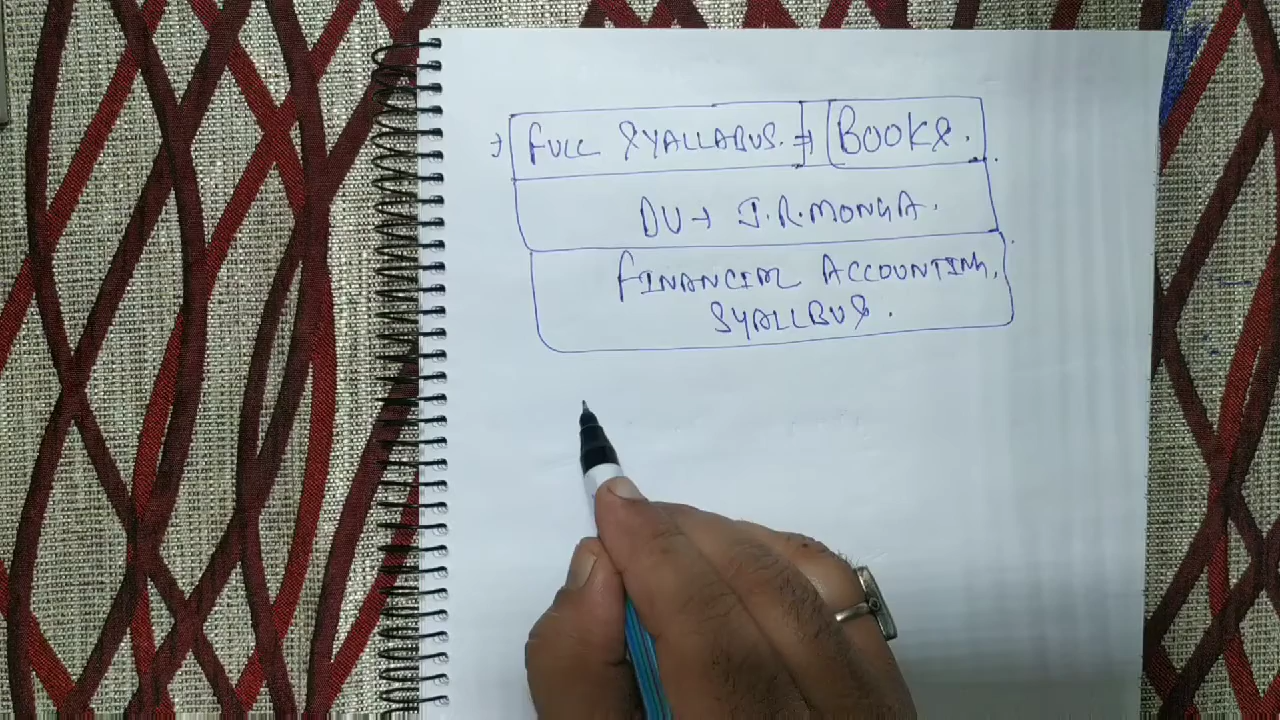 → FULL SYALLABUS. ⇒ BOOKS.
DU → J.R.MONGA.
FINANCIAL ACCOUNTING,
SYALLBUS.